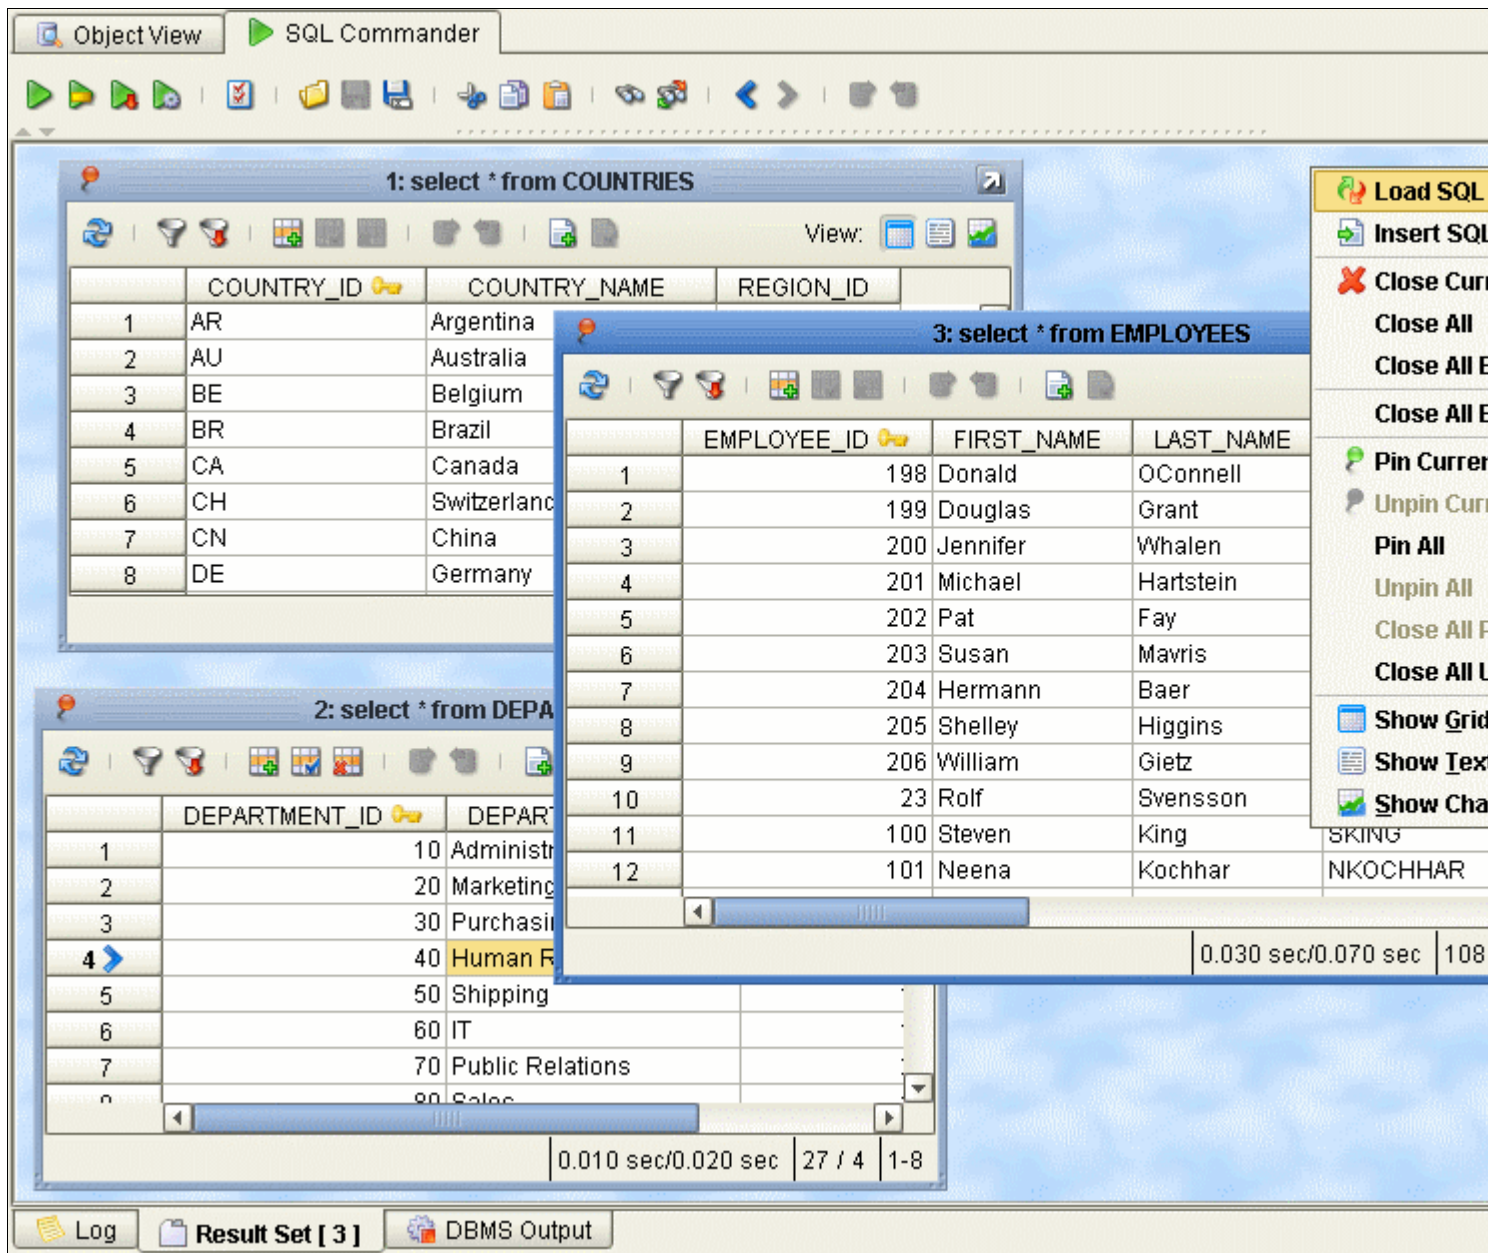 Object View
SQL Commander
1: select * from COUNTRIES
View:
COUNTRY_ID COUNTRY_NAME REGION_ID
1 AR Argentina
2 AU Australia
3 BE Belgium
4 BR Brazil
5 CA Canada
6 CH Switzerland
7 CN China
8 DE Germany
3: select * from EMPLOYEES
EMPLOYEE_ID FIRST_NAME LAST_NAME
1 198 Donald OConnell
2 199 Douglas Grant
3 200 Jennifer Whalen
4 201 Michael Hartstein
5 202 Pat Fay
6 203 Susan Mavris
7 204 Hermann Baer
8 205 Shelley Higgins
9 206 William Gietz
10 23 Rolf Svensson
11 100 Steven King SKING
12 101 Neena Kochhar NKOCHHAR
0.030 sec/0.070 sec 108
Load SQL
Insert SQL
Close Curr
Close All
Close All E
Close All E
Pin Curren
Unpin Curr
Pin All
Unpin All
Close All P
Close All U
Show Grid
Show Text
Show Cha
2: select * from DEPA
DEPARTMENT_ID DEPART
1 10 Administr
2 20 Marketing
3 30 Purchasin
4 40 Human R
5 50 Shipping
6 60 IT
7 70 Public Relations
80 Sales
0.010 sec/0.020 sec 27 / 4 1-8
Log
Result Set [ 3 ]
DBMS Output